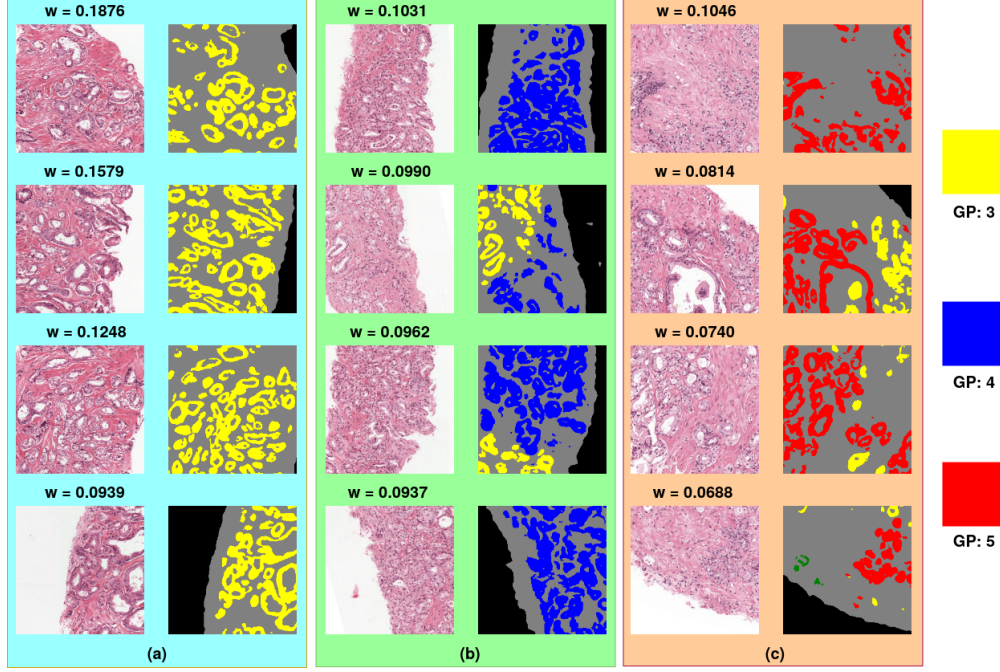 w = 0.1876
w = 0.1579
w = 0.1248
w = 0.0939
(a)
w = 0.1031
w = 0.0990
w = 0.0962
w = 0.0937
(b)
w = 0.1046
w = 0.0814
w = 0.0740
w = 0.0688
(c)
GP: 3
GP: 4
GP: 5